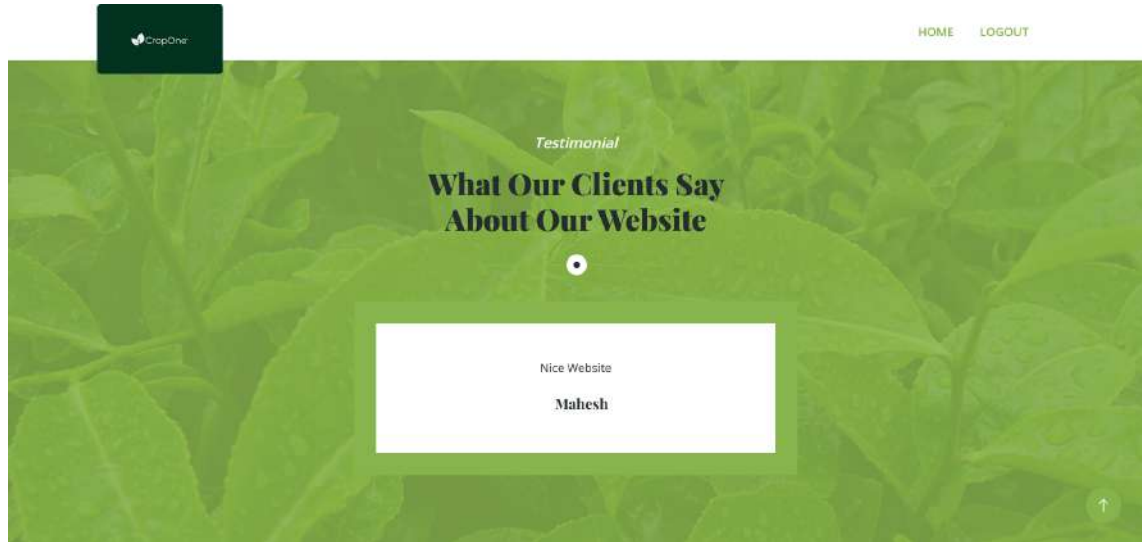 CropOne
HOME LOGOUT
Testimonial
What Our Clients Say
About Our Website
Nice Website
Mahesh